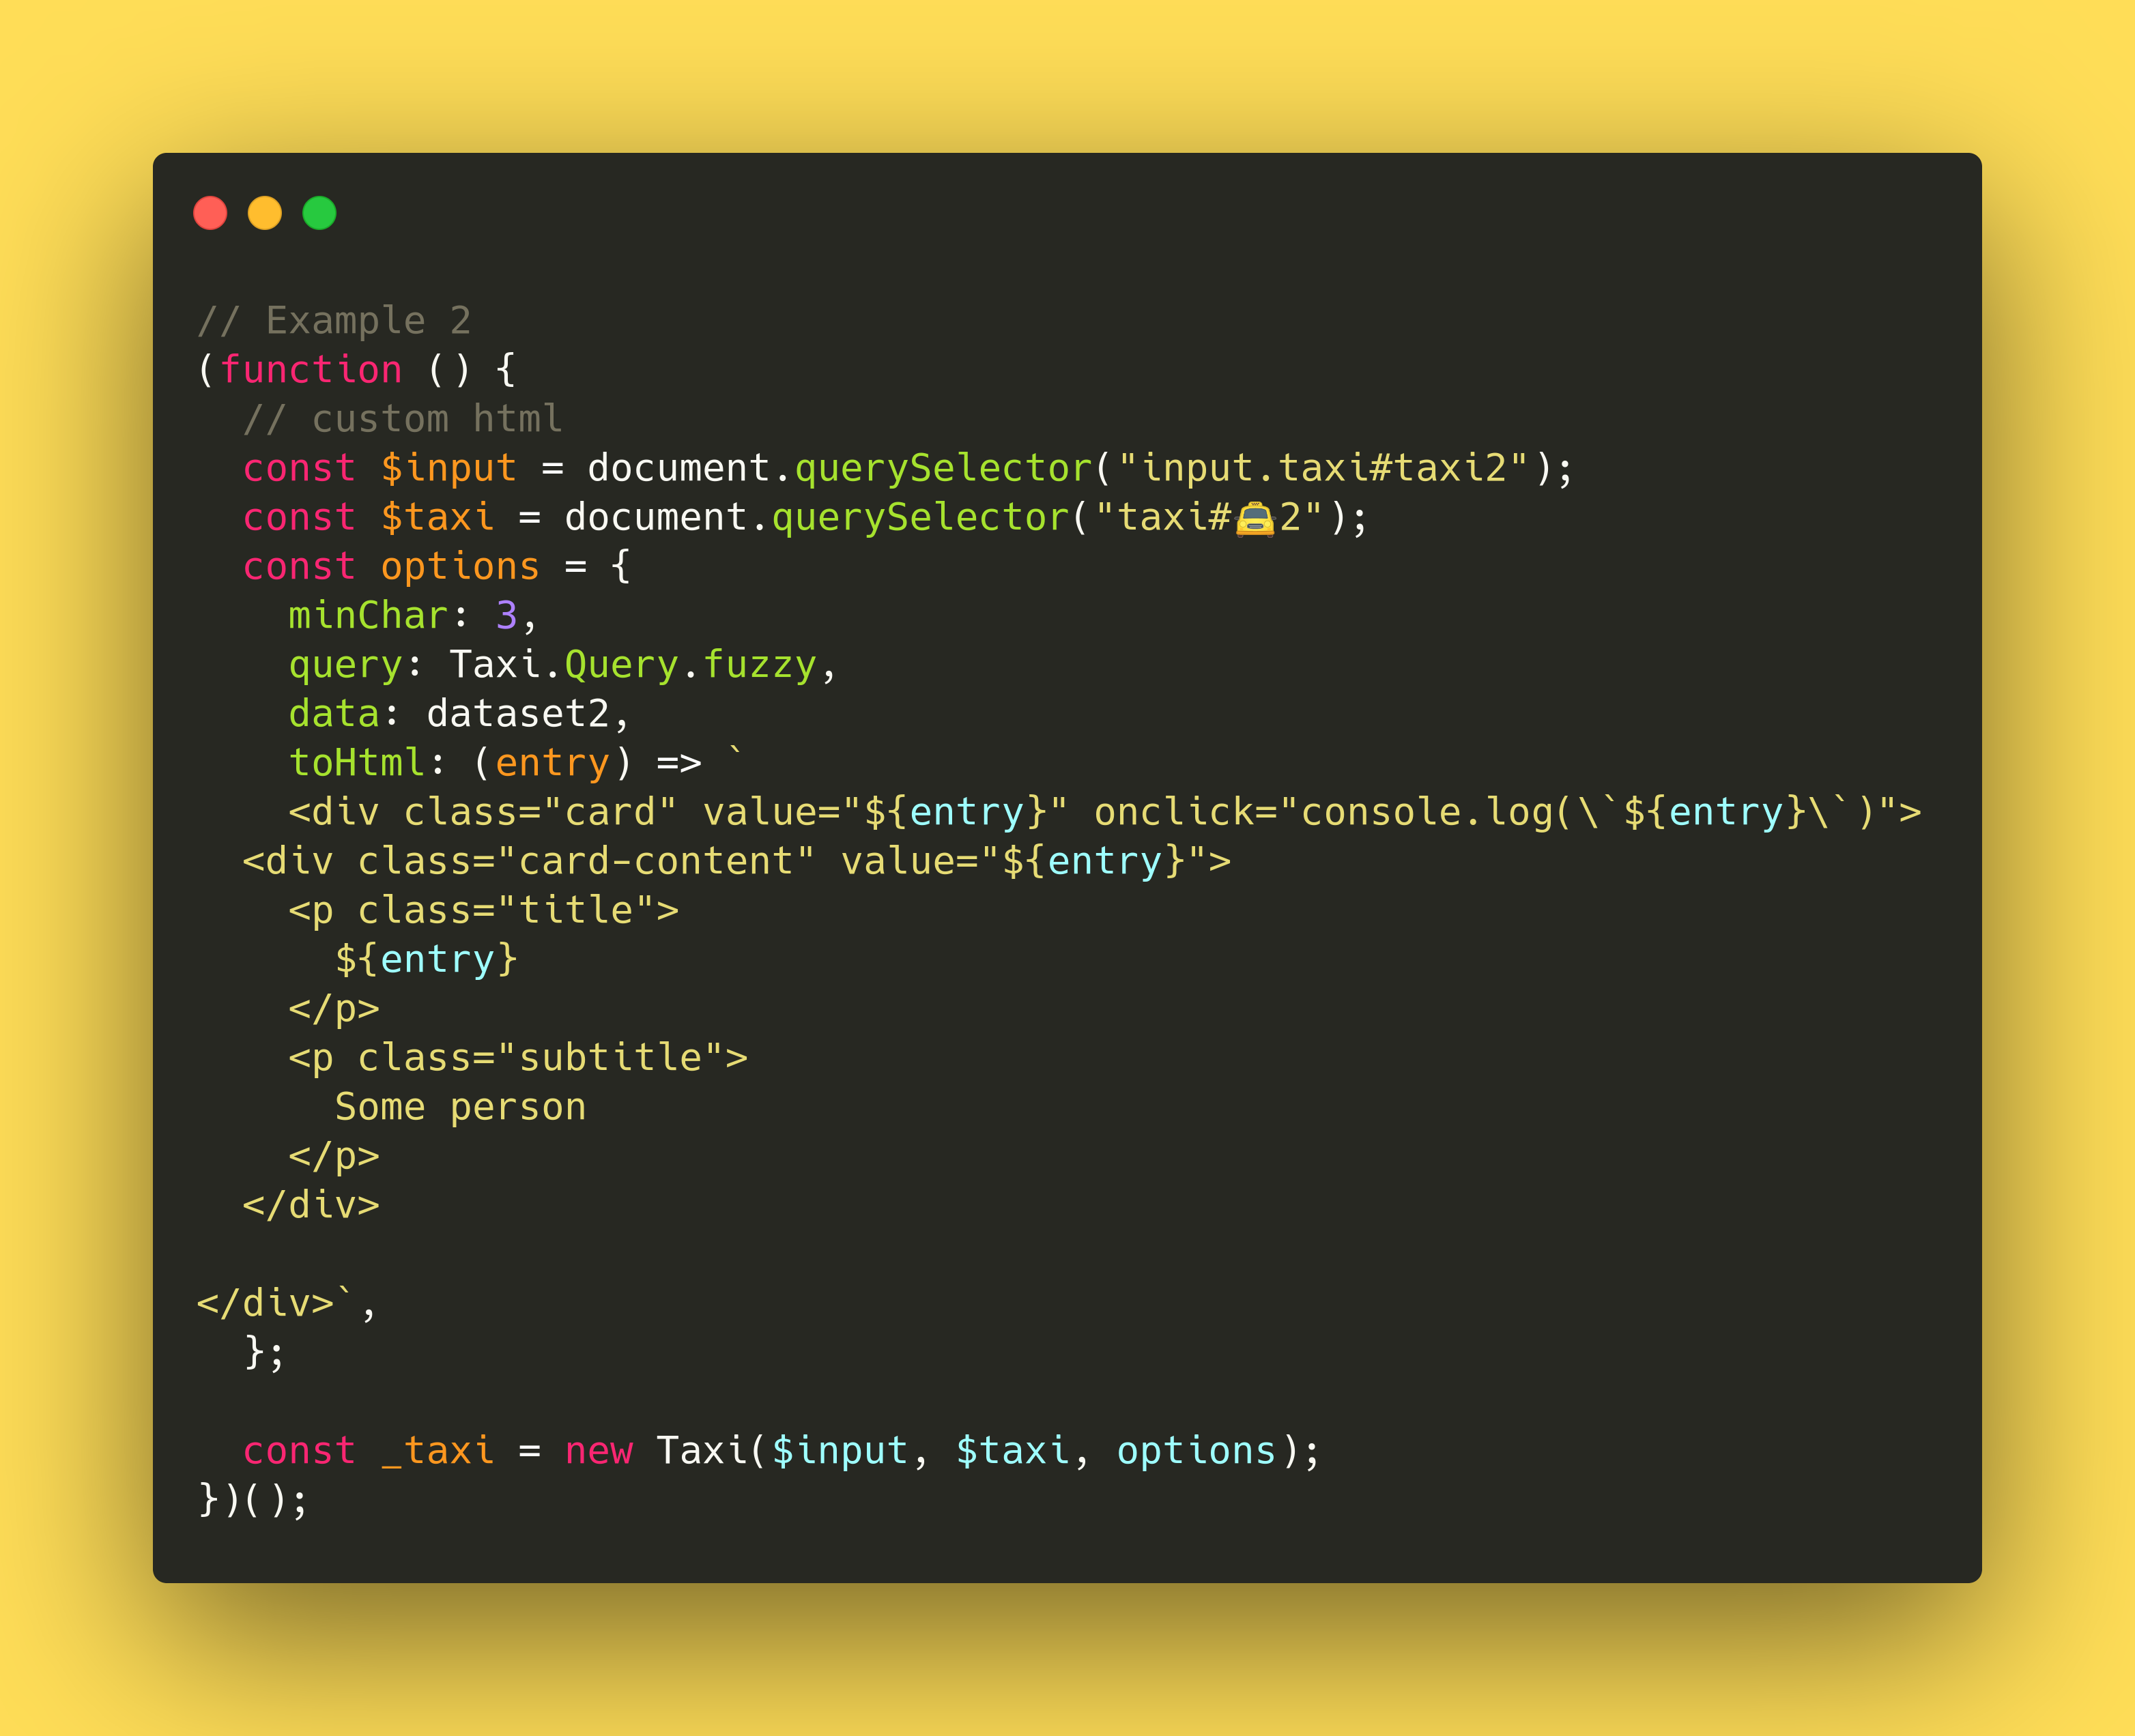 // Example 2
(function () {
  // custom html
  const $input = document.querySelector("input.taxi#taxi2");
  const $taxi = document.querySelector("taxi#🚖2");
  const options = {
    minChar: 3,
    query: Taxi.Query.fuzzy,
    data: dataset2,
    toHtml: (entry) => `
    <div class="card" value="${entry}" onclick="console.log(\`${entry}\`)">
  <div class="card-content" value="${entry}">
    <p class="title">
      ${entry}
    </p>
    <p class="subtitle">
      Some person
    </p>
  </div>

</div>`,
  };

  const _taxi = new Taxi($input, $taxi, options);
})();